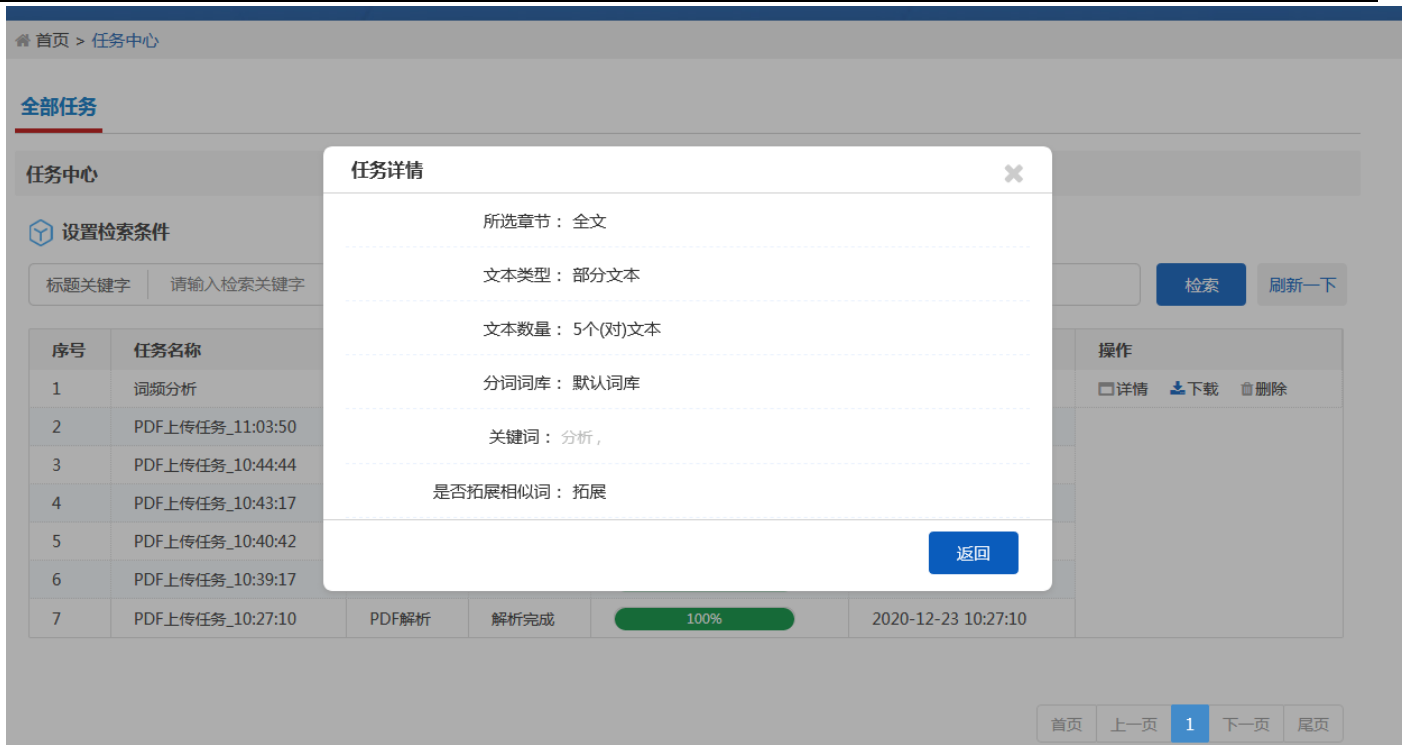 首页 > 任务中心
全部任务
任务中心
设置检索条件
标题关键字 请输入检索关键字 检索 刷新一下
任务详情
所选章节： 全文
文本类型： 部分文本
文本数量： 5个(对)文本
分词词库： 默认词库
关键词： 分析 ,
是否拓展相似词： 拓展
返回
序号 任务名称 操作
1 词频分析 详情 下载 删除
2 PDF上传任务_11:03:50
3 PDF上传任务_10:44:44
4 PDF上传任务_10:43:17
5 PDF上传任务_10:40:42
6 PDF上传任务_10:39:17
7 PDF上传任务_10:27:10 PDF解析 解析完成 100% 2020-12-23 10:27:10
首页 上一页 1 下一页 尾页